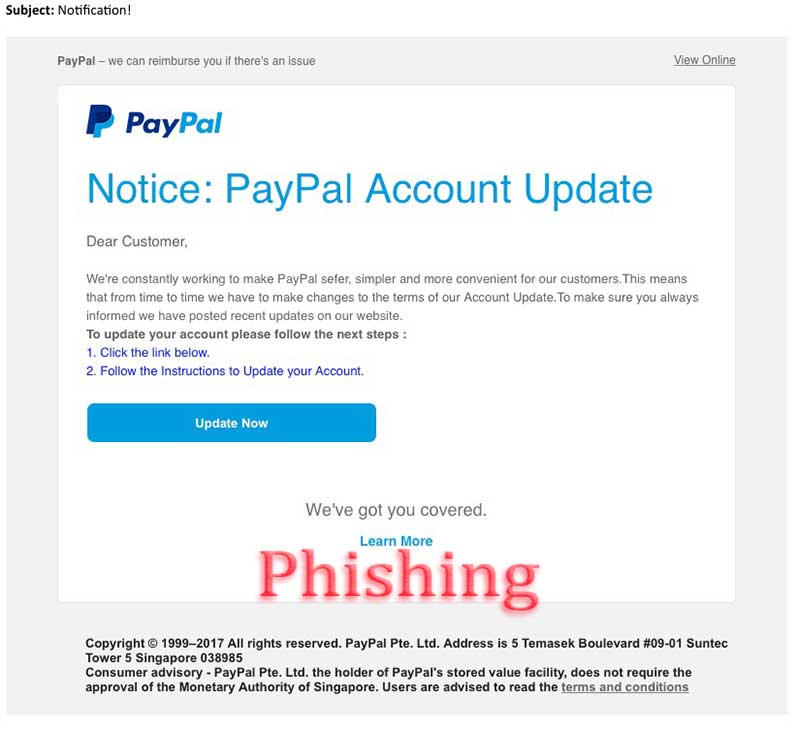 Subject: Notification!
PayPal – we can reimburse you if there's an issue
View Online
PayPal
Notice: PayPal Account Update
Dear Customer,
We're constantly working to make PayPal sefer, simpler and more convenient for our customers.This means
that from time to time we have to make changes to the terms of our Account Update.To make sure you always
informed we have posted recent updates on our website.
To update your account please follow the next steps :
1. Click the link below.
2. Follow the Instructions to Update your Account.
Update Now
We've got you covered.
Learn More
Phishing
Copyright © 1999–2017 All rights reserved. PayPal Pte. Ltd. Address is 5 Temasek Boulevard #09-01 Suntec
Tower 5 Singapore 038985
Consumer advisory - PayPal Pte. Ltd. the holder of PayPal's stored value facility, does not require the
approval of the Monetary Authority of Singapore. Users are advised to read the terms and conditions